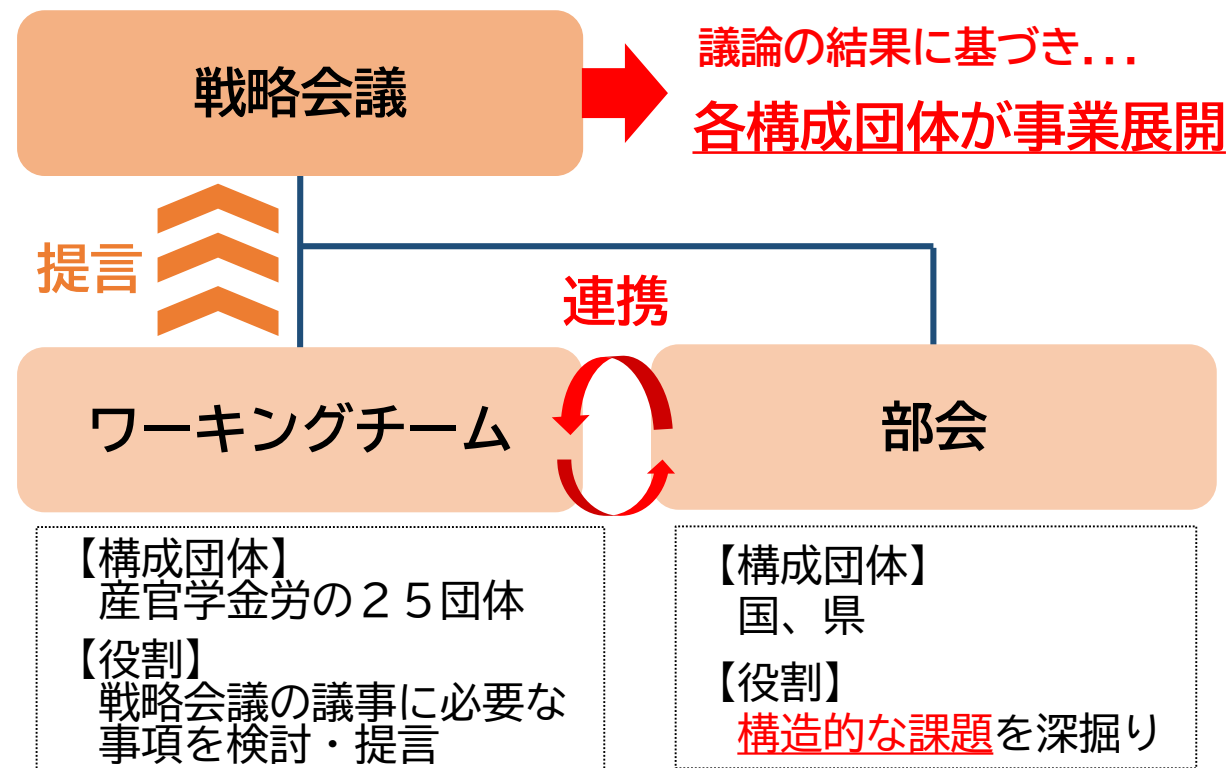 戦略会議
議論の結果に基づき...
各構成団体が事業展開
提言
連携
ワーキングチーム
部会
【構成団体】
産官学金労の２５団体
【役割】
戦略会議の議事に必要な
事項を検討・提言
【構成団体】
国、県
【役割】
構造的な課題を深掘り